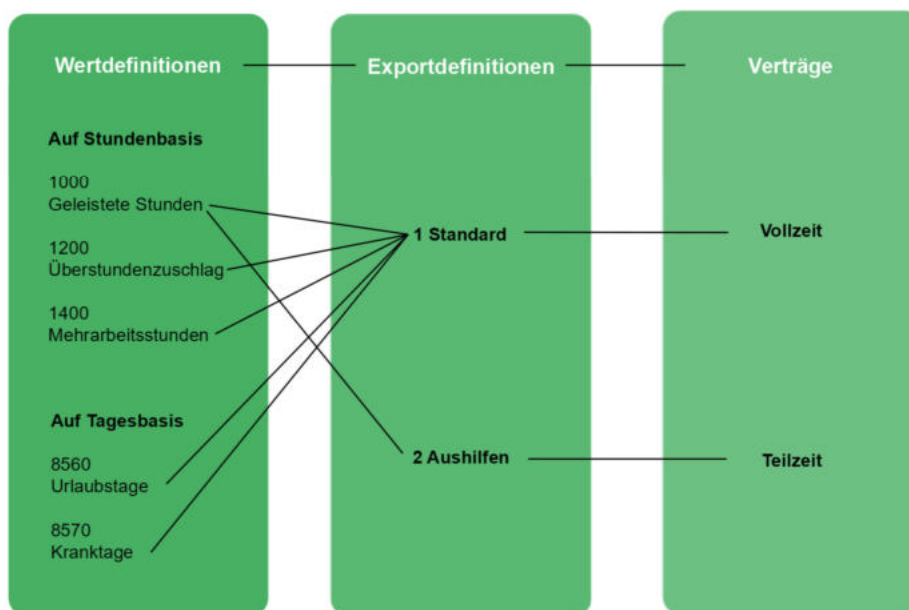 Wertdefinitionen
Exportdefinitionen
Verträge
Auf Stundenbasis
1000
Geleistete Stunden
1200
Überstundenzuschlag
1400
Mehrarbeitsstunden
Auf Tagesbasis
8560
Urlaubstage
8570
Kranktage
1 Standard
2 Aushilfen
Vollzeit
Teilzeit